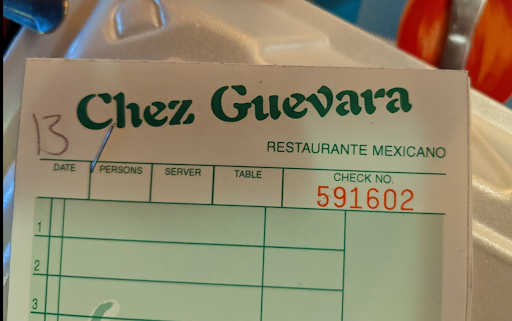 Chez Guevara
13
RESTAURANTE MEXICANO
DATE PERSONS SERVER TABLE CHECK NO.
591602
1
2
3